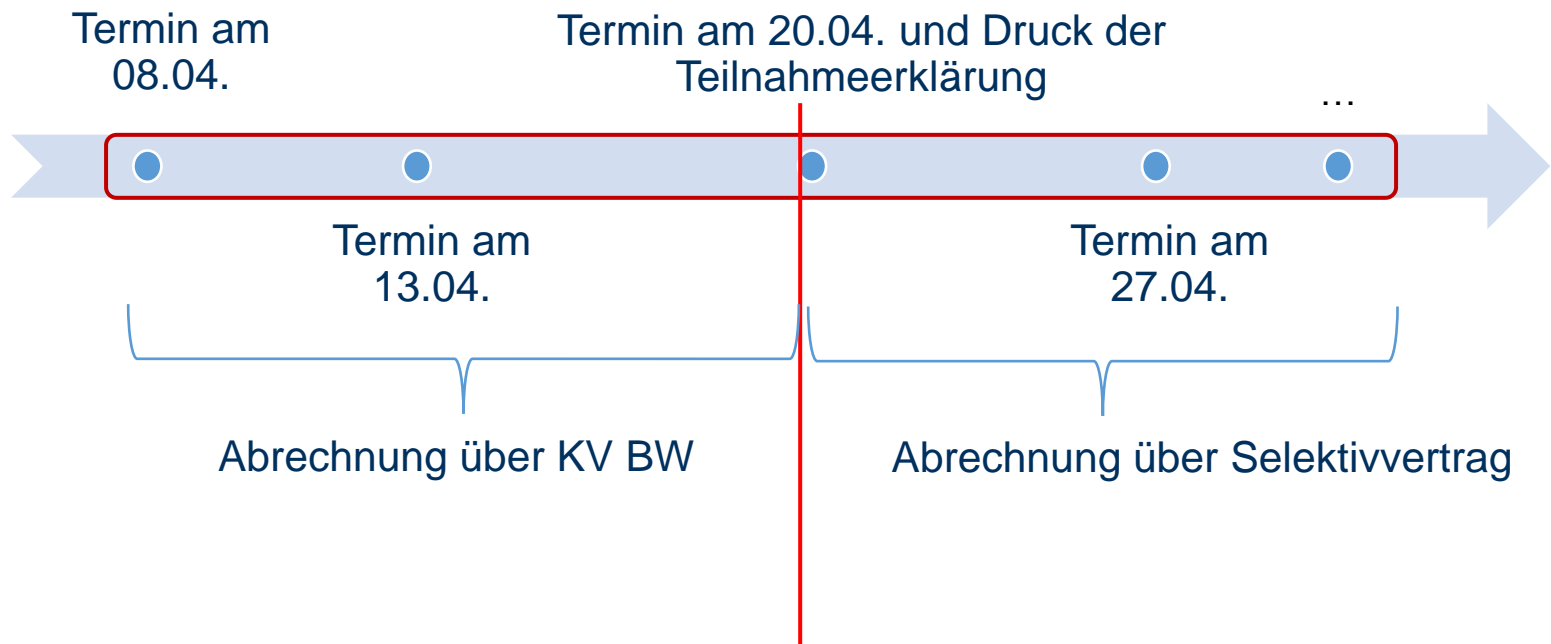 Termin am
08.04.
Termin am 20.04. und Druck der
Teilnahmeerklärung
...
Termin am
13.04.
Termin am
27.04.
Abrechnung über KV BW
Abrechnung über Selektivvertrag